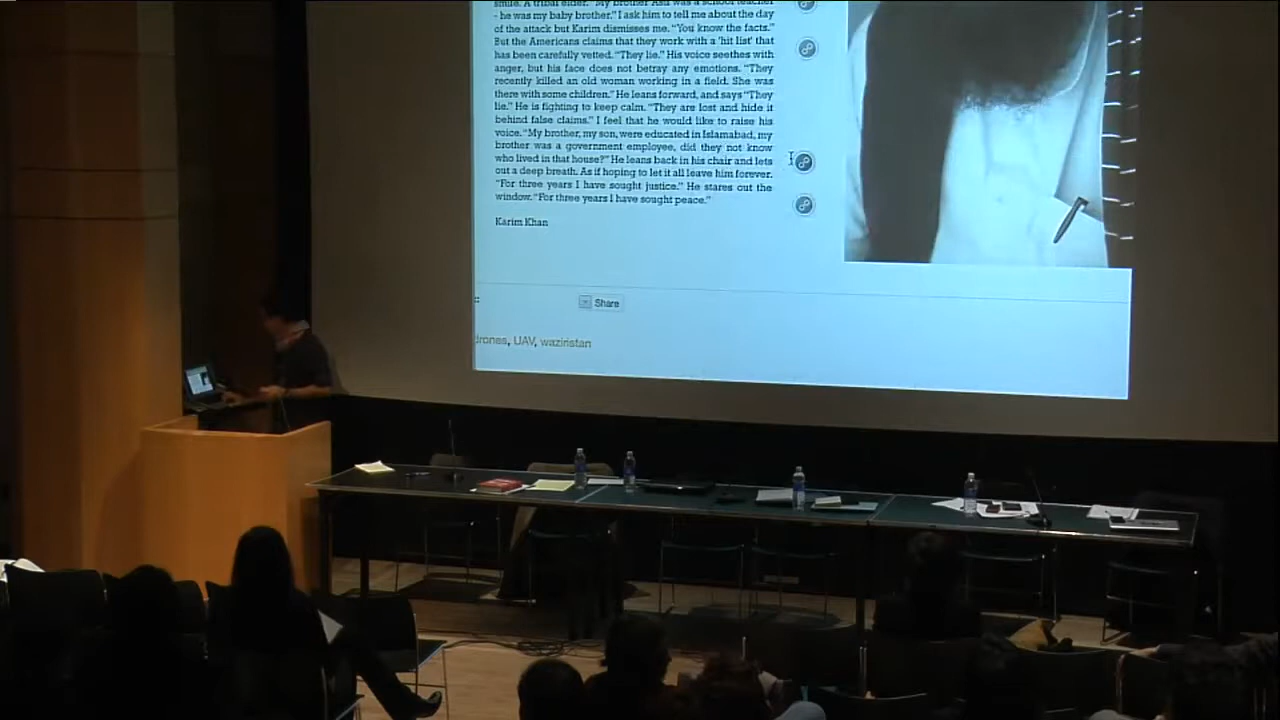 smile. A tribal elder. "My brother Asif was a school teacher
- he was my baby brother." I ask him to tell me about the day
of the attack but Karim dismisses me. "You know the facts."
But the Americans claims that they work with a 'hit list' that
has been carefully vetted. "They lie." His voice seethes with
anger, but his face does not betray any emotions. "They
recently killed an old woman working in a field. She was
there with some children." He leans forward, and says "They
lie." He is fighting to keep calm. "They are lost and hide it
behind false claims." I feel that he would like to raise his
voice. "My brother, my son, were educated in Islamabad, my
brother was a government employee, did they not know
who lived in that house?" He leans back in his chair and lets
out a deep breath. As if hoping to let it all leave him forever.
"For three years I have sought justice." He stares out the
window. "For three years I have sought peace."
Karim Khan
Share
drones, UAV, waziristan